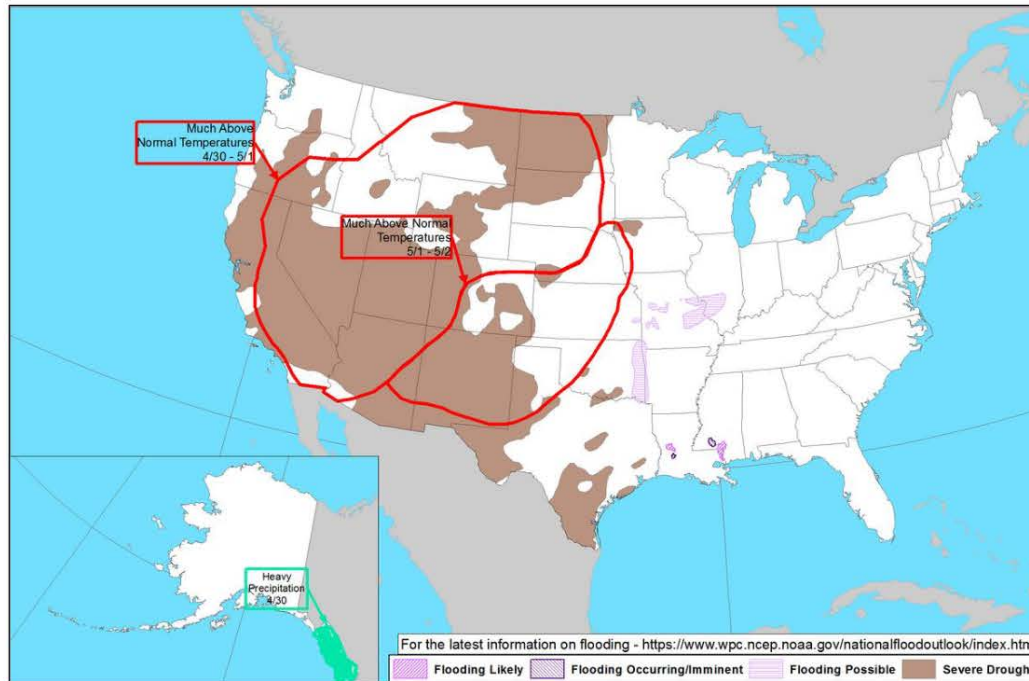 Much Above
Normal Temperatures
4/30 - 5/1
Much Above Normal
Temperatures
5/1 - 5/2
Heavy
Precipitation
4/30
For the latest information on flooding - https://www.wpc.ncep.noaa.gov/nationalfloodoutlook/index.htm
Flooding Likely
Flooding Occurring/Imminent
Flooding Possible
Severe Drough